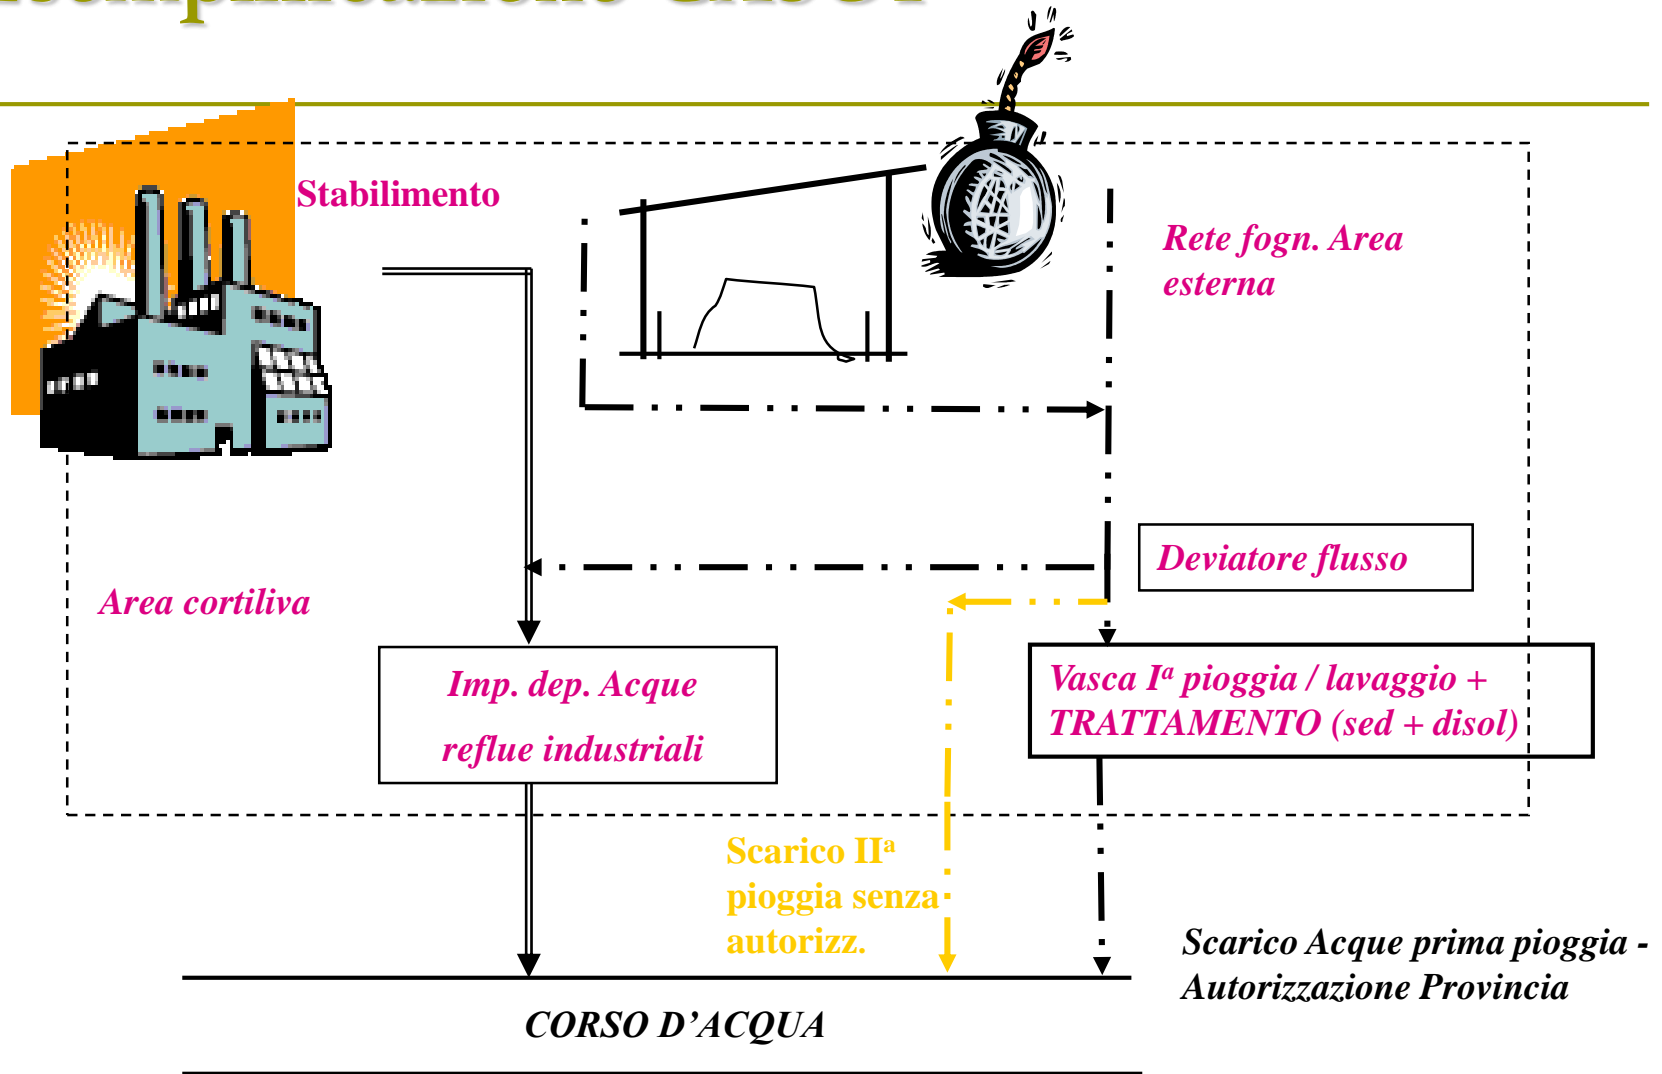 Stabilimento
Rete fogn. Area
esterna
Deviatore flusso
Area cortiliva
Imp. dep. Acque
reflue industriali
Vasca Iª pioggia / lavaggio +
TRATTAMENTO (sed + disol)
Scarico IIª
pioggia senza
autorizz.
Scarico Acque prima pioggia -
Autorizzazione Provincia
CORSO D’ACQUA